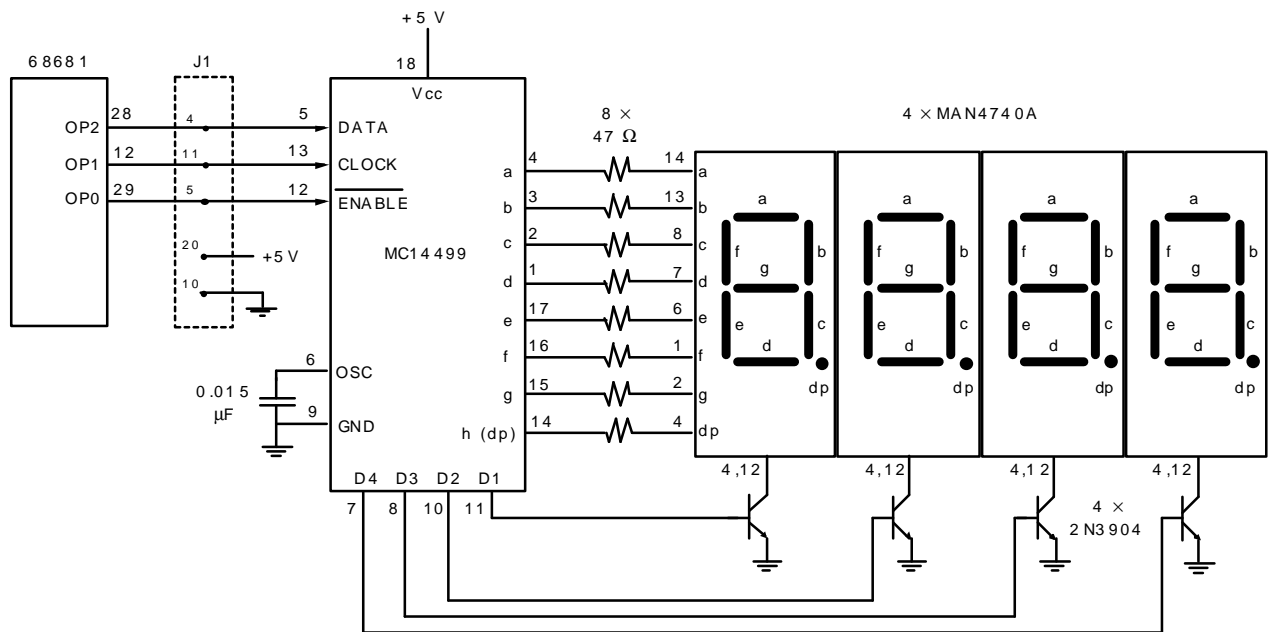 +5 V
68681
J1
18
Vcc
28
OP2
4
5
DATA
12
OP1
11
13
CLOCK
29
OP0
5
12
ENABLE
20
+5 V
10
MC14499
6
OSC
0.015
µF
9
GND
8 ×
47 Ω
4 × MAN4740A
a
4
14
a
b
3
13
b
c
2
8
c
d
1
7
d
e
17
6
e
f
16
1
f
g
15
2
g
h (dp)
14
4
dp
a
f
b
g
e
c
d
dp
a
f
b
g
e
c
d
dp
a
f
b
g
e
c
d
dp
a
f
b
g
e
c
d
dp
4,12
4,12
4,12
4,12
D4
D3
D2
D1
7
8
10
11
4 ×
2N3904